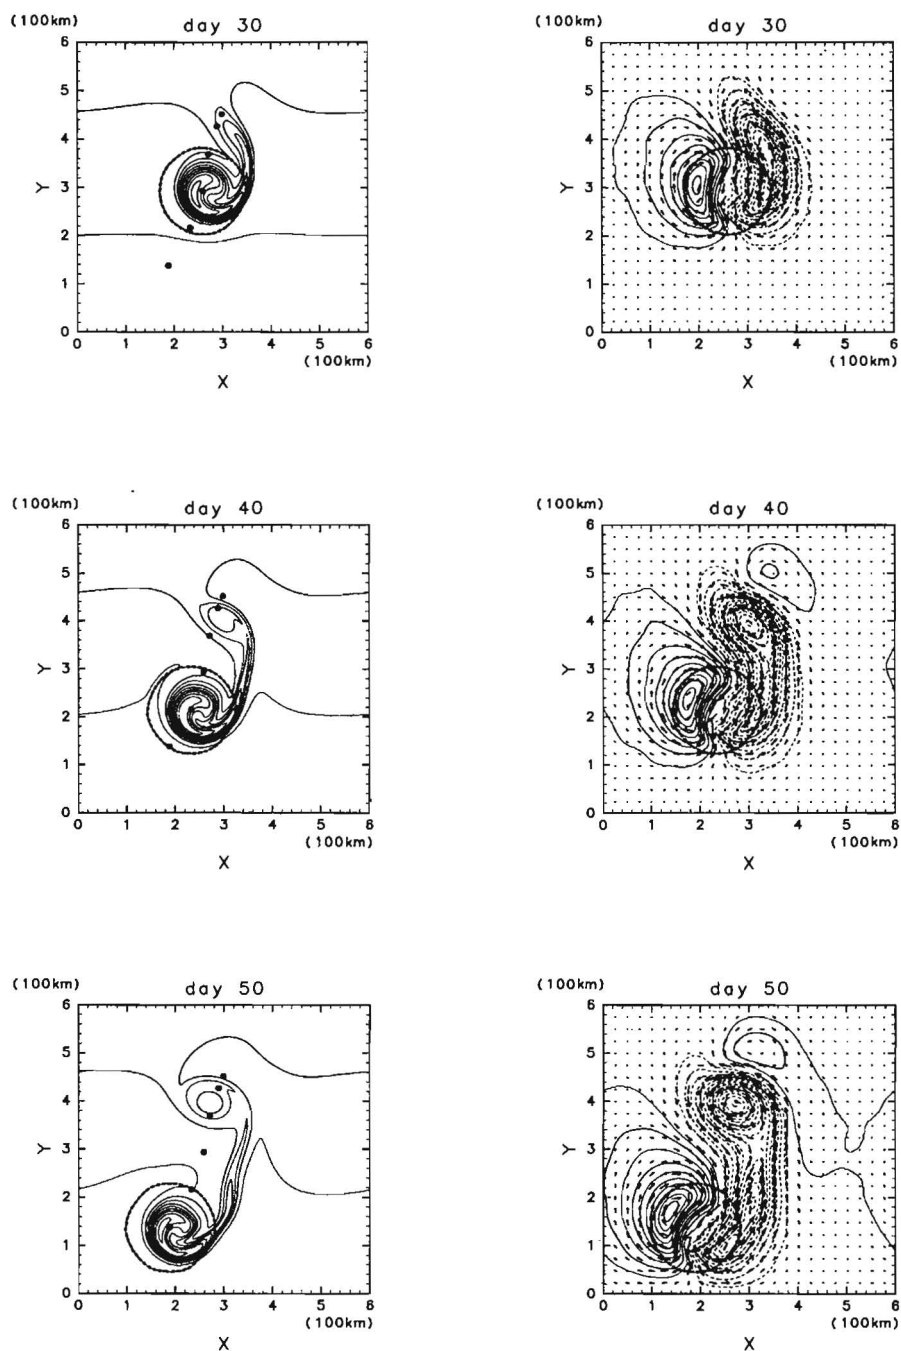 (100km) day 30 (100km) day 30
6 6
5 5
4 4
Y 3 Y 3
2 2
1 1
0 0
0 1 2 3 4 5 6 0 1 2 3 4 5 6
(100km) (100km)
X X
(100km) day 40 (100km) day 40
6 6
5 5
4 4
Y 3 Y 3
2 2
1 1
0 0
0 1 2 3 4 5 6 0 1 2 3 4 5 6
(100km) (100km)
X X
(100km) day 50 (100km) day 50
6 6
5 5
4 4
Y 3 Y 3
2 2
1 1
0 0
0 1 2 3 4 5 6 0 1 2 3 4 5 6
(100km) (100km)
X X